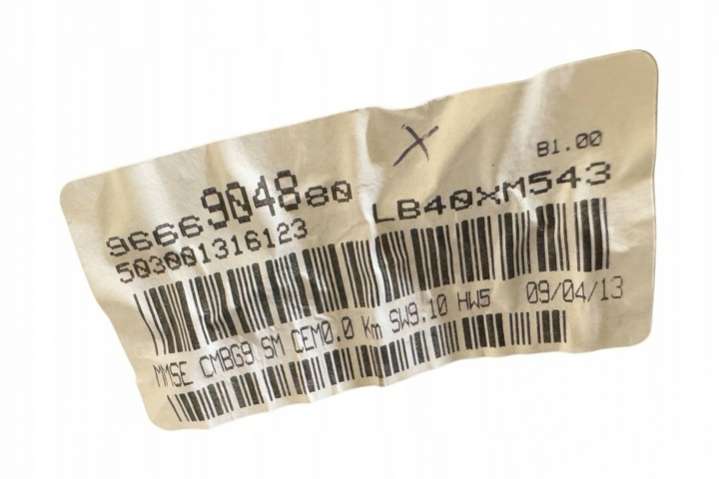 X
B1.00
9666904880 LB40XM543
503001316123
MMSE CMBG9 SM CEM0.0 Km SW9.10 HW5 09/04/13